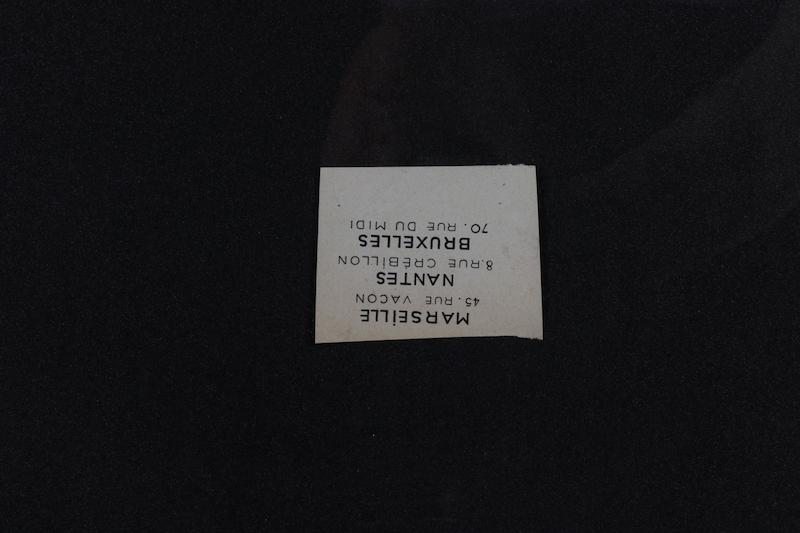 MARSEiLLE
45. RUE VACON
NANTES
8. RUE CRÉBiLLON
BRUXELLES
70. RUE DU MIDI